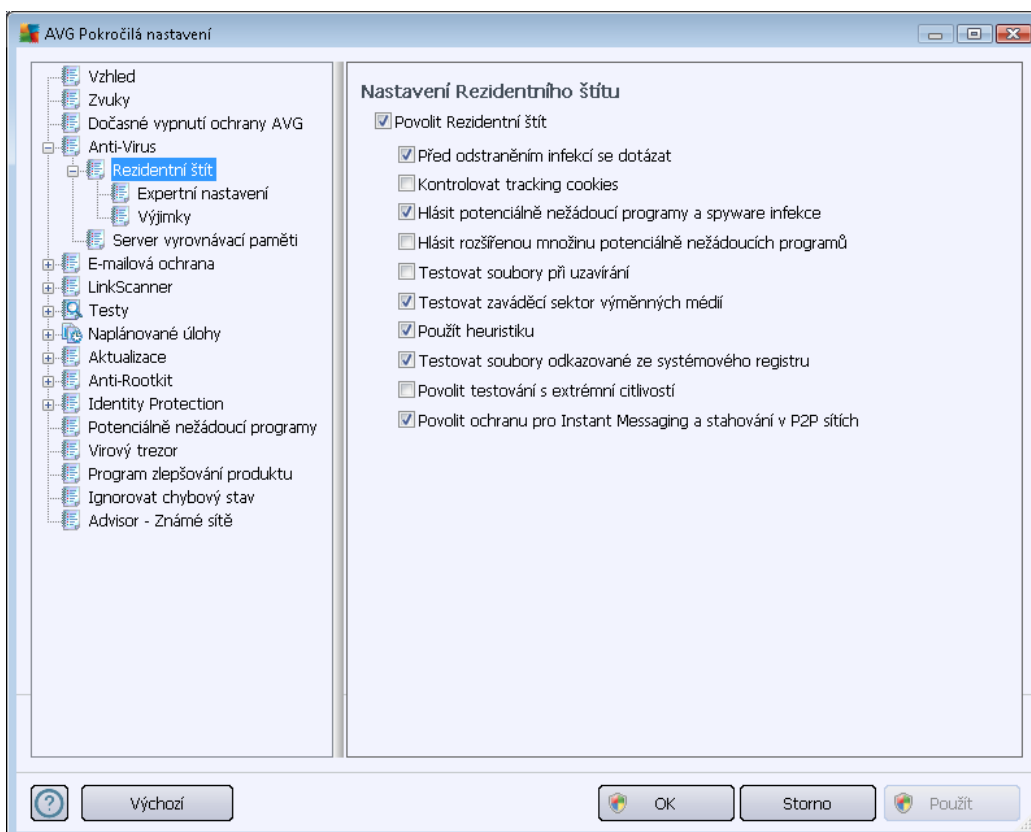 AVG Pokročilá nastavení
Vzhled
Zvuky
Dočasné vypnutí ochrany AVG
Anti-Virus
Rezidentní štít
Expertní nastavení
Výjimky
Server vyrovnávací paměti
E-mailová ochrana
LinkScanner
Testy
Naplánované úlohy
Aktualizace
Anti-Rootkit
Identity Protection
Potenciálně nežádoucí programy
Virový trezor
Program zlepšování produktu
Ignorovat chybový stav
Advisor - Známé sítě
Nastavení Rezidentního štítu
Povolit Rezidentní štít
Před odstraněním infekcí se dotázat
Kontrolovat tracking cookies
Hlásit potenciálně nežádoucí programy a spyware infekce
Hlásit rozšířenou množinu potenciálně nežádoucích programů
Testovat soubory při uzavírání
Testovat zaváděcí sektor výměnných médií
Použít heuristiku
Testovat soubory odkazované ze systémového registru
Povolit testování s extrémní citlivostí
Povolit ochranu pro Instant Messaging a stahování v P2P sítích
Výchozí
OK
Storno
Použít